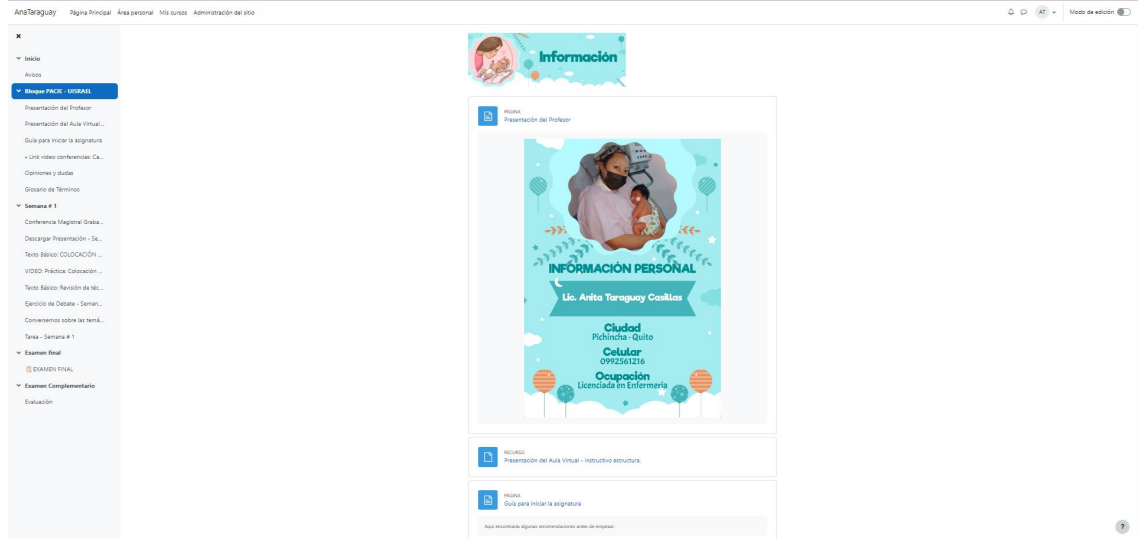 AnaTaraguay Página Principal Área personal Mis cursos Administración del sitio AT Modo de edición
Inicio
Avisos
Bloque PACIE - UISRAEL
Presentación del Profesor
Presentación del Aula Virtual...
Guía para iniciar la asignatura
• Link video conferencias: Ca...
Opiniones y dudas
Glosario de Términos
Semana # 1
Conferencia Magistral Graba...
Descargar Presentación - Se...
Texto Básico: COLOCACIÓN ...
VIDEO: Práctica: Colocación ...
Texto Básico: Revisión de téc...
Ejercicio de Debate - Seman...
Conversemos sobre las temá...
Tarea - Semana # 1
Examen final
EXAMEN FINAL
Examen Complementario
Evaluación
Información
PÁGINA
Presentación del Profesor
INFORMACIÓN PERSONAL
Lic. Anita Taraguay Casillas
Ciudad
Pichincha - Quito
Celular
0992561216
Ocupación
Licenciada en Enfermería
RECURSO
Presentación del Aula Virtual - Instructivo estructura.
PÁGINA
Guía para iniciar la asignatura
Aquí encontrarás algunas recomendaciones antes de empezar.
?